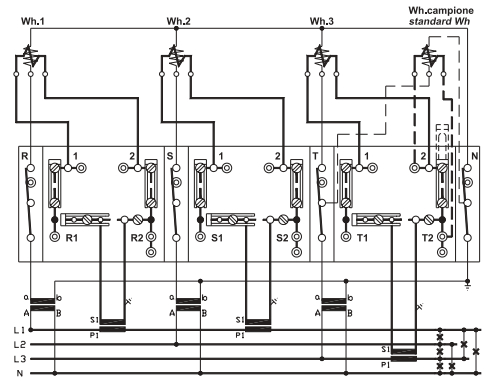 Wh.1 Wh.2 Wh.3 Wh.campione
standard Wh
R 1 2 S 1 2 T 1 2 N
R1 R2 S1 S2 T1 T2
a b a b a b
A B A B A B
S1 S1
L1 P1 P1
L2 S1
L3 P1
N